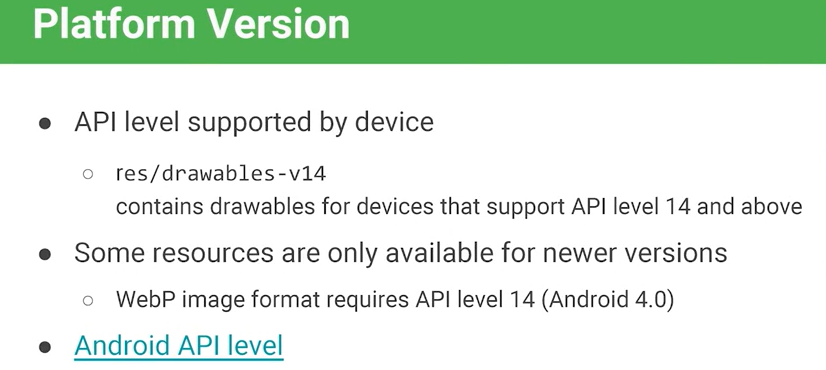 Platform Version
● API level supported by device
○ res/drawables-v14
contains drawables for devices that support API level 14 and above
● Some resources are only available for newer versions
○ WebP image format requires API level 14 (Android 4.0)
● Android API level